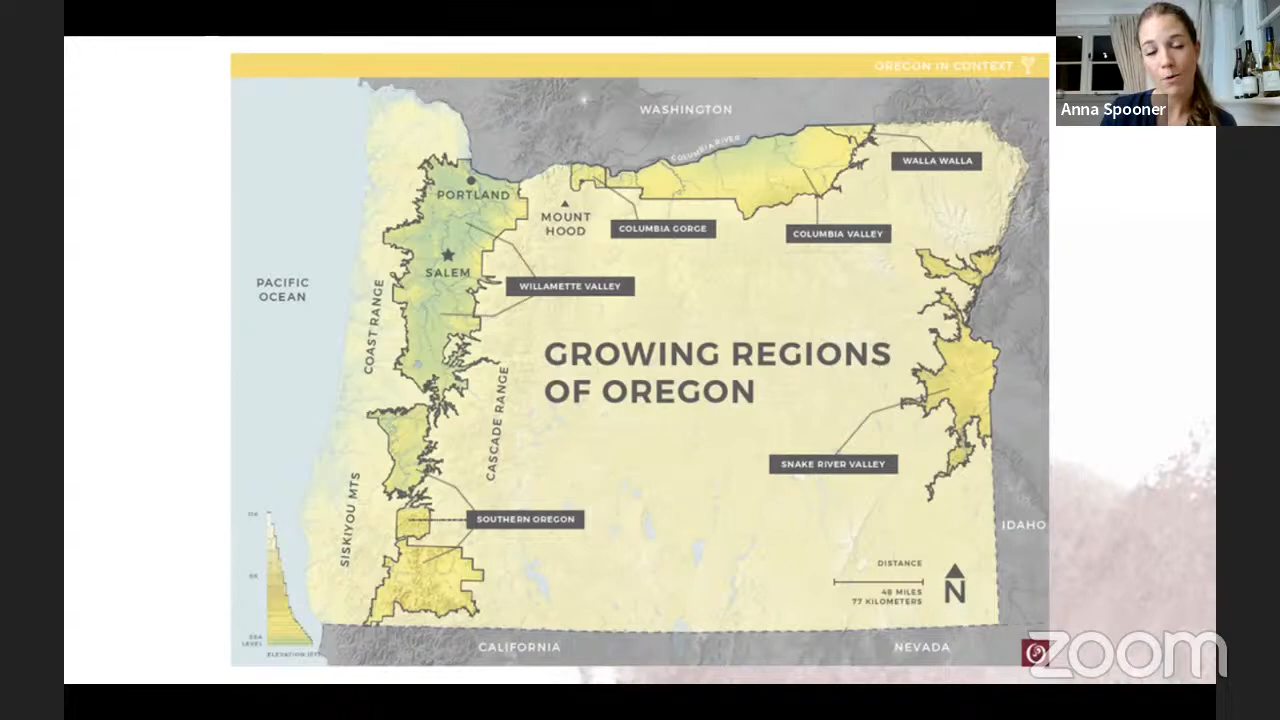 Anna Spooner
OREGON IN CONTEXT
WASHINGTON
COLUMBIA RIVER
WALLA WALLA
PORTLAND
MOUNT
HOOD
COLUMBIA GORGE
COLUMBIA VALLEY
SALEM
PACIFIC
OCEAN
WILLAMETTE VALLEY
COAST RANGE
GROWING REGIONS
OF OREGON
CASCADE RANGE
SNAKE RIVER VALLEY
SISKIYOU MTS
SOUTHERN OREGON
IDAHO
DISTANCE
48 MILES
77 KILOMETERS
N
SEA
LEVEL
CALIFORNIA
NEVADA
zoom